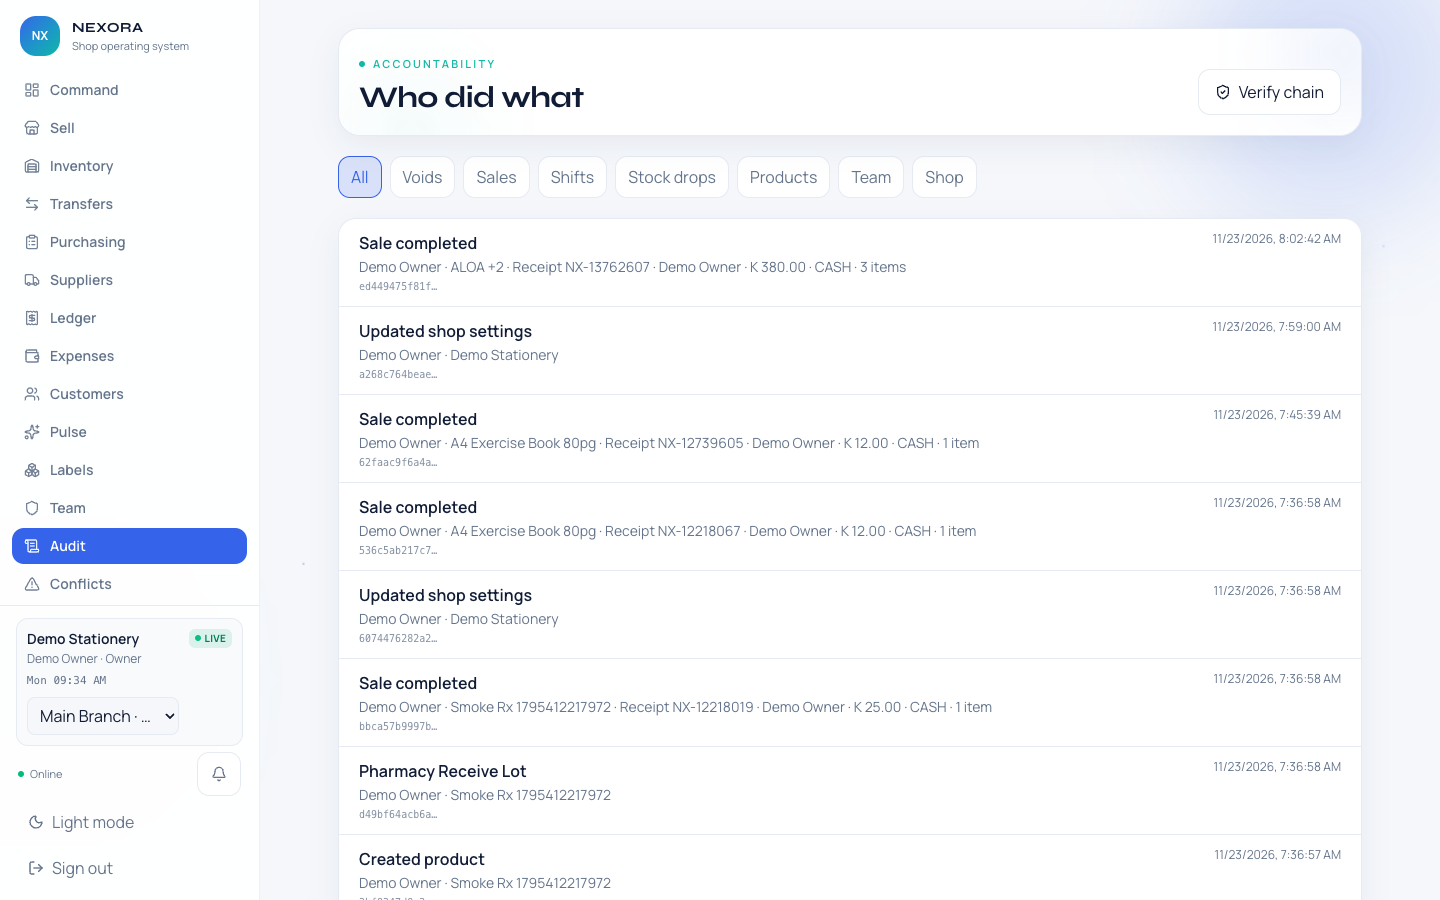 NX
NEXORA
Shop operating system
Command
Sell
Inventory
Transfers
Purchasing
Suppliers
Ledger
Expenses
Customers
Pulse
Labels
Team
Audit
Conflicts
Demo Stationery
LIVE
Demo Owner · Owner
Mon 09:34 AM
Main Branch · ...
Online
Light mode
Sign out
ACCOUNTABILITY
Who did what
Verify chain
All
Voids
Sales
Shifts
Stock drops
Products
Team
Shop
Sale completed
11/23/2026, 8:02:42 AM
Demo Owner · ALOA +2 · Receipt NX-13762607 · Demo Owner · K 380.00 · CASH · 3 items
ed449475f81f…
Updated shop settings
11/23/2026, 7:59:00 AM
Demo Owner · Demo Stationery
a268c764beae…
Sale completed
11/23/2026, 7:45:39 AM
Demo Owner · A4 Exercise Book 80pg · Receipt NX-12739605 · Demo Owner · K 12.00 · CASH · 1 item
62faac9f6a4a…
Sale completed
11/23/2026, 7:36:58 AM
Demo Owner · A4 Exercise Book 80pg · Receipt NX-12218067 · Demo Owner · K 12.00 · CASH · 1 item
536c5ab217c7…
Updated shop settings
11/23/2026, 7:36:58 AM
Demo Owner · Demo Stationery
6074476282a2…
Sale completed
11/23/2026, 7:36:58 AM
Demo Owner · Smoke Rx 1795412217972 · Receipt NX-12218019 · Demo Owner · K 25.00 · CASH · 1 item
bbca57b9997b…
Pharmacy Receive Lot
11/23/2026, 7:36:58 AM
Demo Owner · Smoke Rx 1795412217972
d49bf64acb6a…
Created product
11/23/2026, 7:36:57 AM
Demo Owner · Smoke Rx 1795412217972